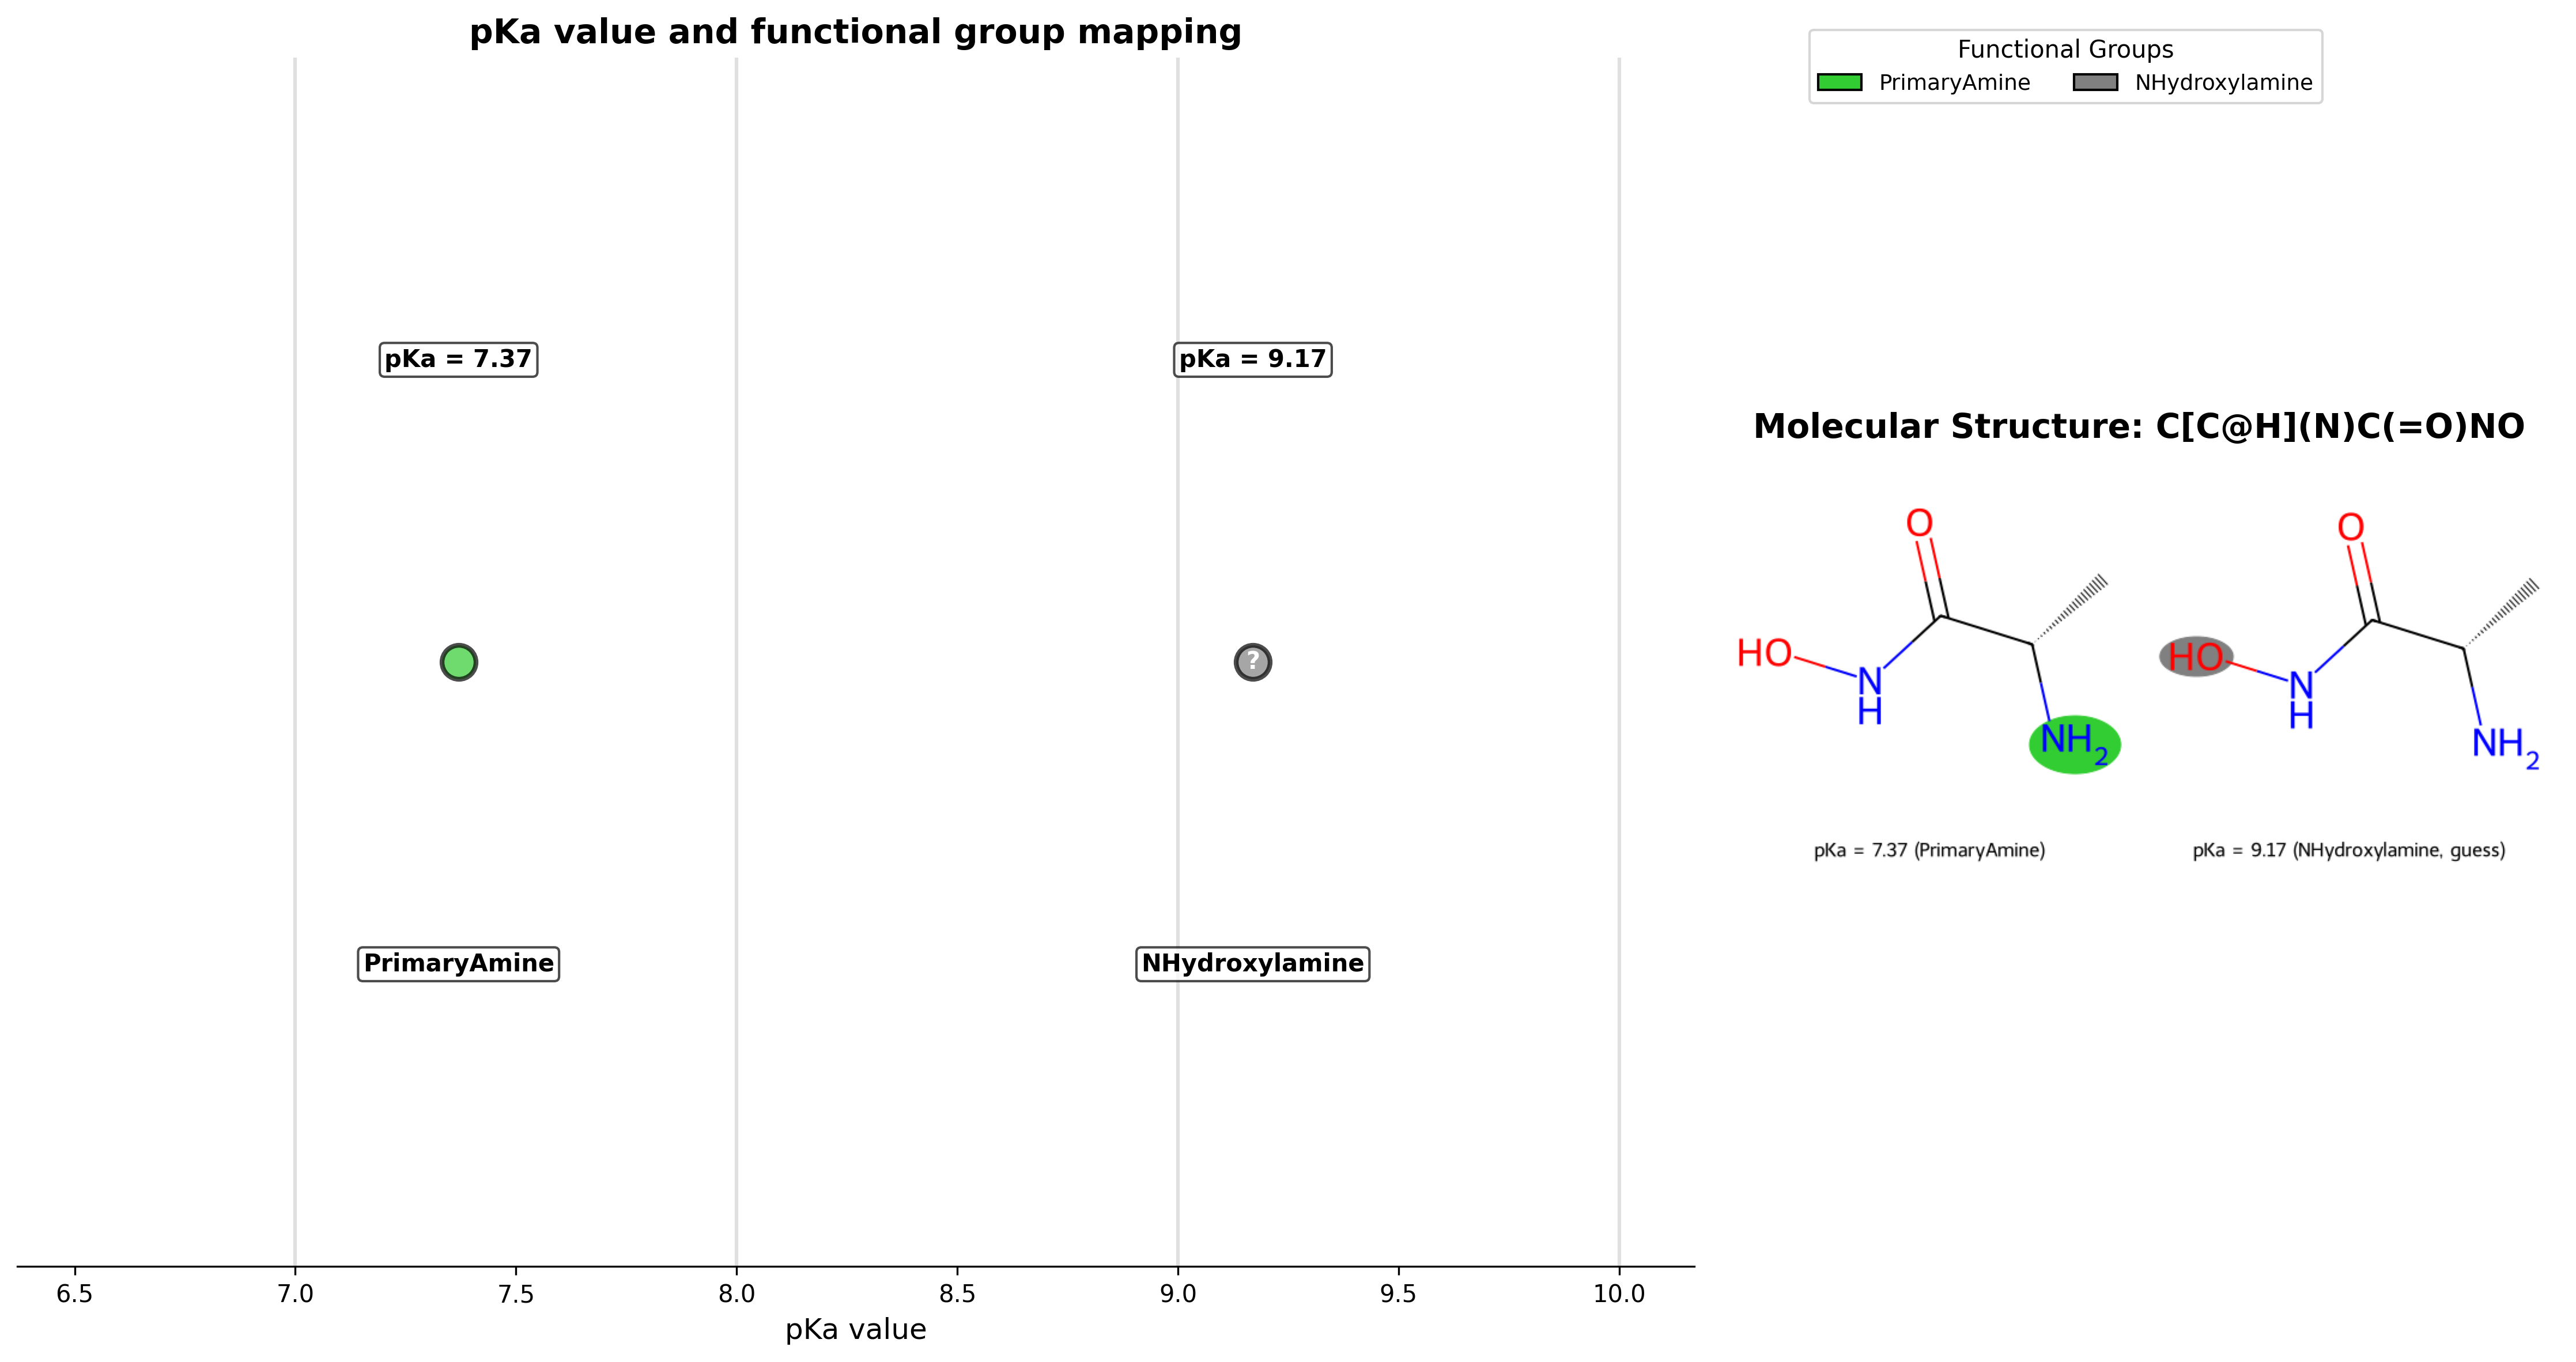 pKa value and functional group mapping
pKa = 7.37
pKa = 9.17
?
PrimaryAmine
NHydroxylamine
6.5
7.0
7.5
8.0
8.5
9.0
9.5
10.0
pKa value
Functional Groups
PrimaryAmine
NHydroxylamine
Molecular Structure: C[C@H](N)C(=O)NO
O
HO
N
H
NH2
pKa = 7.37 (PrimaryAmine)
O
HO
N
H
NH2
pKa = 9.17 (NHydroxylamine, guess)